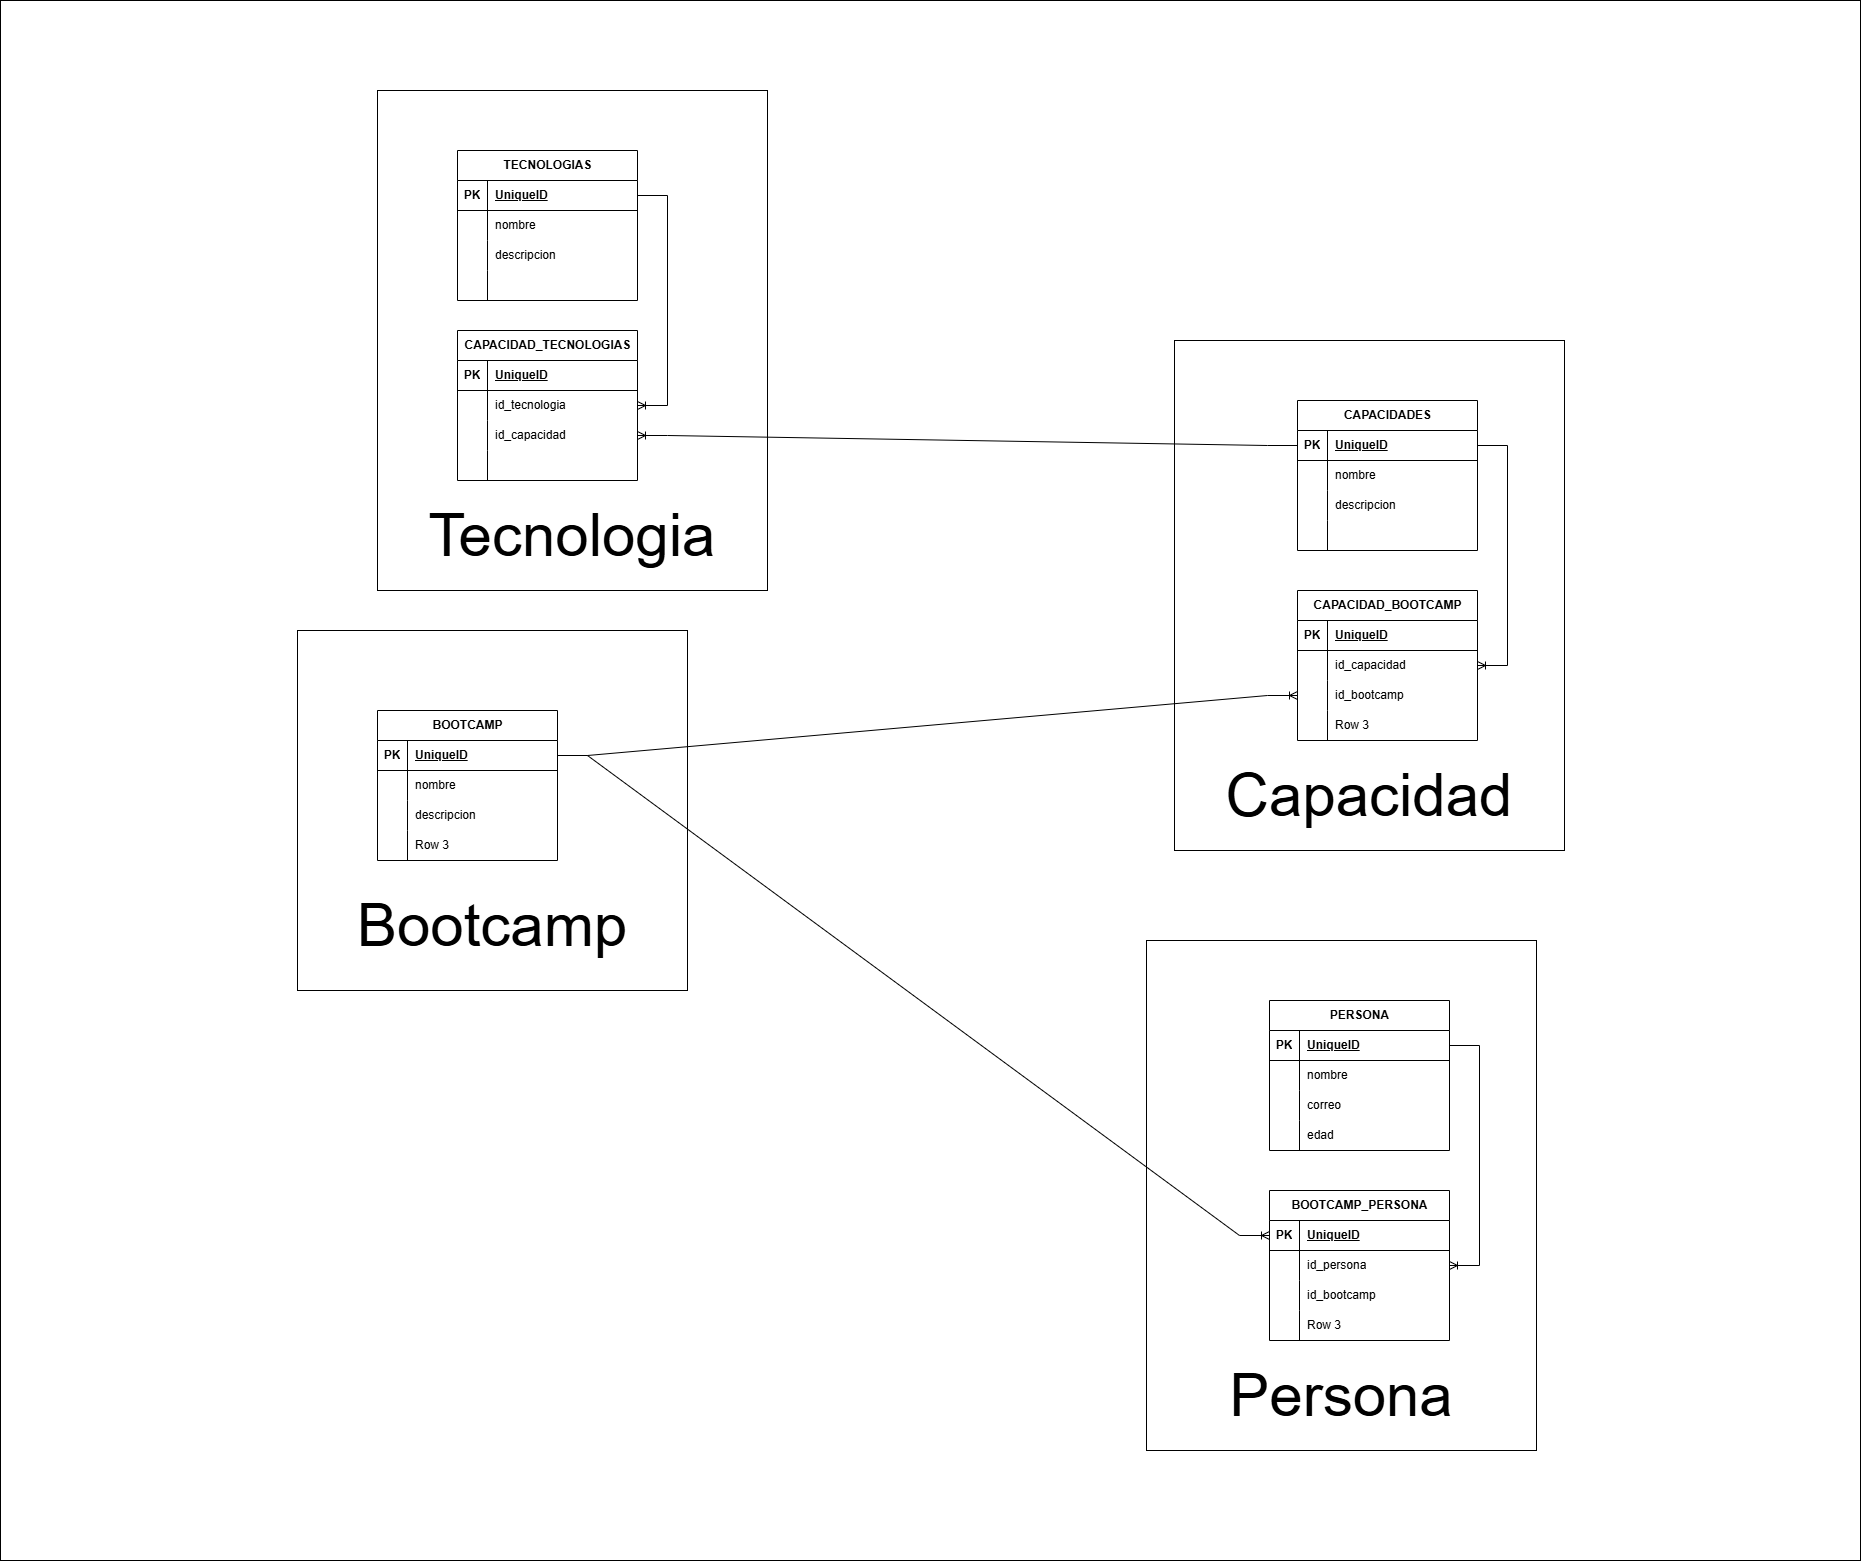 TECNOLOGIAS
PK UniqueID
nombre
descripcion
CAPACIDAD_TECNOLOGIAS
PK UniqueID
id_tecnologia
id_capacidad
Tecnologia
CAPACIDADES
PK UniqueID
nombre
descripcion
CAPACIDAD_BOOTCAMP
PK UniqueID
id_capacidad
id_bootcamp
Row 3
Capacidad
BOOTCAMP
PK UniqueID
nombre
descripcion
Row 3
Bootcamp
PERSONA
PK UniqueID
nombre
correo
edad
BOOTCAMP_PERSONA
PK UniqueID
id_persona
id_bootcamp
Row 3
Persona